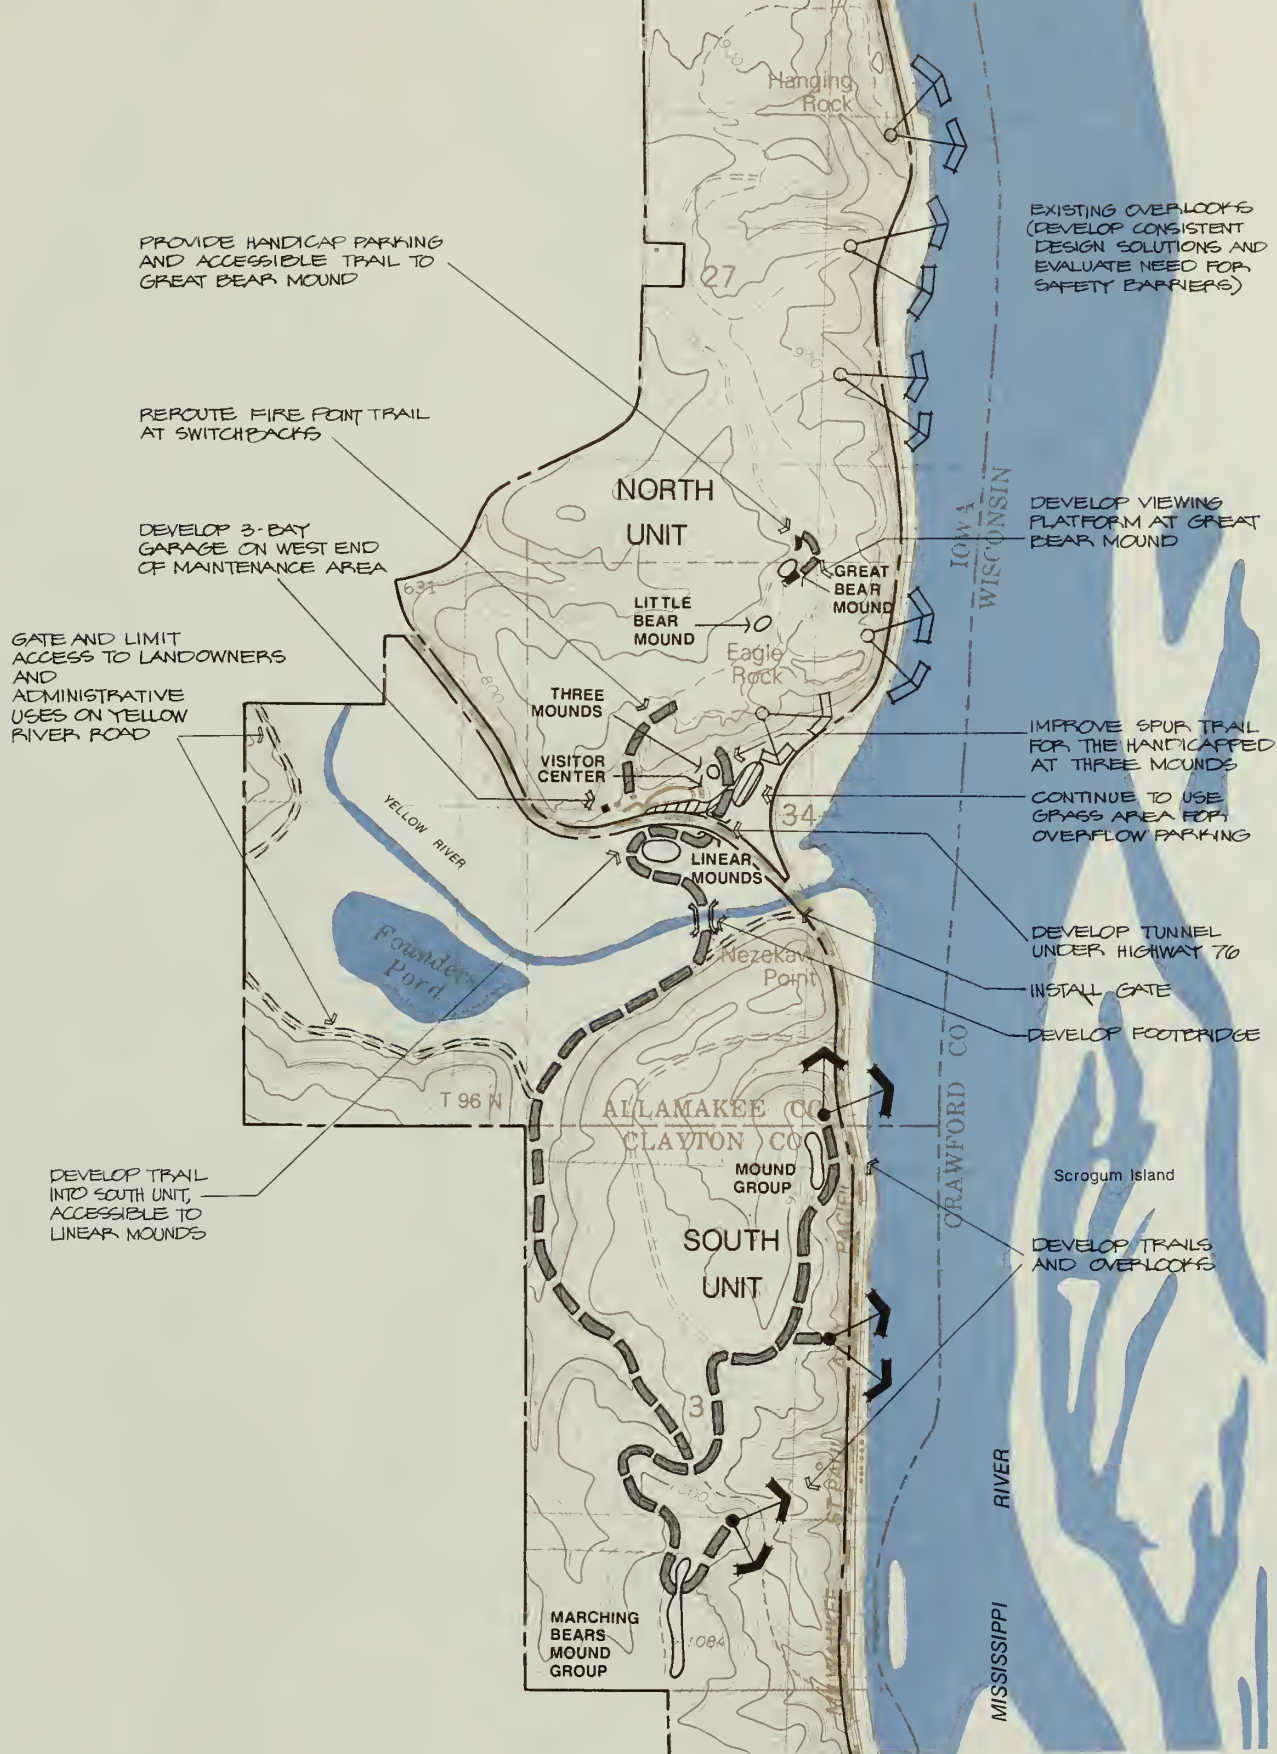 Hanging
Rock
900
EXISTING OVERLOOKS
(DEVELOP CONSISTENT
DESIGN SOLUTIONS AND
EVALUATE NEED FOR
SAFETY BARRIERS)
PROVIDE HANDICAP PARKING
AND ACCESSIBLE TRAIL TO
GREAT BEAR MOUND
27
REROUTE FIRE POINT TRAIL
AT SWITCHBACKS
NORTH
UNIT
IOWA
WISCONSIN
DEVELOP VIEWING
PLATFORM AT GREAT
BEAR MOUND
DEVELOP 3-BAY
GARAGE ON WEST END
OF MAINTENANCE AREA
631
GREAT
BEAR
MOUND
LITTLE
BEAR
MOUND
Eagle
Rock
GATE AND LIMIT
ACCESS TO LANDOWNERS
AND
ADMINISTRATIVE
USES ON YELLOW
RIVER ROAD
800
THREE
MOUNDS
VISITOR
CENTER
IMPROVE SPUR TRAIL
FOR THE HANDICAPPED
AT THREE MOUNDS
CONTINUE TO USE
GRASS AREA FOR
OVERFLOW PARKING
34
YELLOW RIVER
LINEAR
MOUNDS
Founders
Pond
Nezekaw
Point
DEVELOP TUNNEL
UNDER HIGHWAY 76
INSTALL GATE
DEVELOP FOOTBRIDGE
T 96 N
ALLAMAKEE CO
CLAYTON CO
CRAWFORD CO
MOUND
GROUP
Scrogum Island
DEVELOP TRAIL
INTO SOUTH UNIT,
ACCESSIBLE TO
LINEAR MOUNDS
SOUTH
UNIT
DEVELOP TRAILS
AND OVERLOOKS
3
MILWAUKEE ST PAUL PACIFIC
MARCHING
BEARS
MOUND
GROUP
1084
MISSISSIPPI RIVER